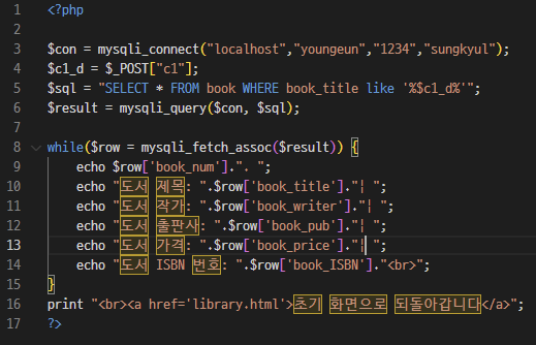 1 <?php
2
3 $con = mysqli_connect("localhost","youngeun","1234","sungkyul");
4 $c1_d = $_POST["c1"];
5 $sql = "SELECT * FROM book WHERE book_title like '%$c1_d%'";
6 $result = mysqli_query($con, $sql);
7
8 while($row = mysqli_fetch_assoc($result)) {
9 echo $row['book_num'].". ";
10 echo "도서 제목: ".$row['book_title']."| ";
11 echo "도서 작가: ".$row['book_writer']."| ";
12 echo "도서 출판사: ".$row['book_pub']."| ";
13 echo "도서 가격: ".$row['book_price']."| ";
14 echo "도서 ISBN 번호: ".$row['book_ISBN']."<br>";
15 }
16 print "<br><a href='library.html'>초기 화면으로 되돌아갑니다</a>";
17 ?>